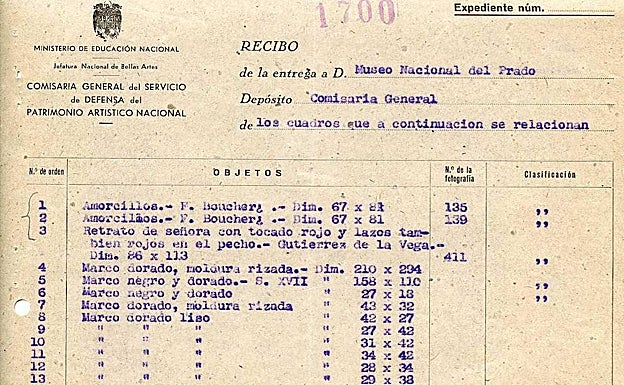 1700
Expediente núm.
MINISTERIO DE EDUCACIÓN NACIONAL
Jefatura Nacional de Bellas Artes
COMISARIA GENERAL del SERVICIO
de DEFENSA del
PATRIMONIO ARTISTICO NACIONAL
RECIBO
de la entrega a D. Museo Nacional del Prado
Depósito Comisaria General
de los cuadros que a continuacion se relacionan
N.º de orden OBJETOS N.º de la fotografía Clasificación
1 Amorcillos.- F. Boucher¿ .- Dim. 67 x 81 135 ,,
2 Amorcilños.- F. Boucher¿ .- Dim. 67 x 81 139 ,,
3 Retrato de señora con tocado rojo y lazos tam-
bien rojos en el pecho.- Gutierrez de la Vega.-
Dim. 86 x 113 411 ,,
4 Marco dorado, moldura rizada.- Dim. 210 x 294
5 Marco negro y dorado.- S. XVII " 158 x 110 ,,
6 Marco negro y dorado " 27 x 18 ,,
7 Marco dorado, moldura rizada " 43 x 32
8 Marco dorado liso " 42 x 27
9 " " " " 27 x 42
10 " " " " 31 x 42
11 " " " " 34 x 42
12 " " " " 28 x 34
13 " " " " 29 x 38